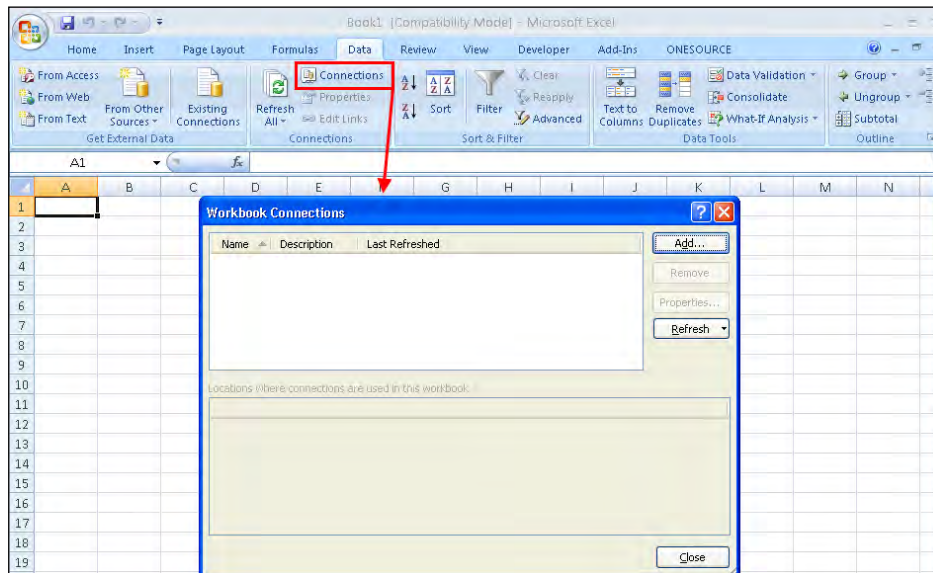 Book1 [Compatibility Mode] - Microsoft Excel
Home Insert Page Layout Formulas Data Review View Developer Add-Ins ONESOURCE
From Access
From Web
From Text
From Other Sources
Existing Connections
Get External Data
Refresh All
Connections
Properties
Edit Links
Connections
A Z
Z A
Sort
Filter
Clear
Reapply
Advanced
Sort & Filter
Text to Columns
Remove Duplicates
Data Validation
Consolidate
What-If Analysis
Data Tools
Group
Ungroup
Subtotal
Outline
A1 fx
A B C D E G H I J K L M N
1
2
3
4
5
6
7
8
9
10
11
12
13
14
15
16
17
18
19
Workbook Connections
Name Description Last Refreshed
Add...
Remove
Properties...
Refresh
Locations where connections are used in this workbook
Close